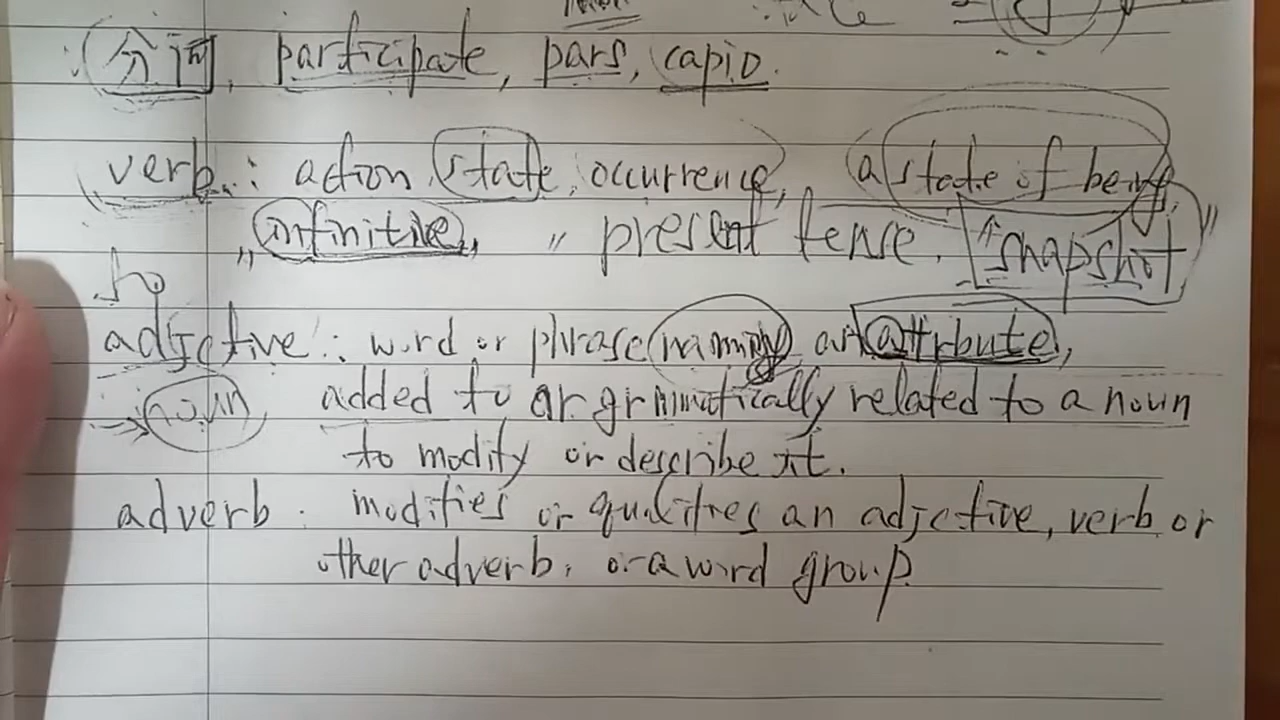 分词, participate, pars, capio.
verb: action, state, occurrence, a state of being,
"infinitive" " present tense. "snapshot"
adjective: word or phrase naming an attribute,
noun added to or grammatically related to a noun
to modify or describe it.
adverb. modifies or qualifies an adjective, verb or
other adverb, or a word group.